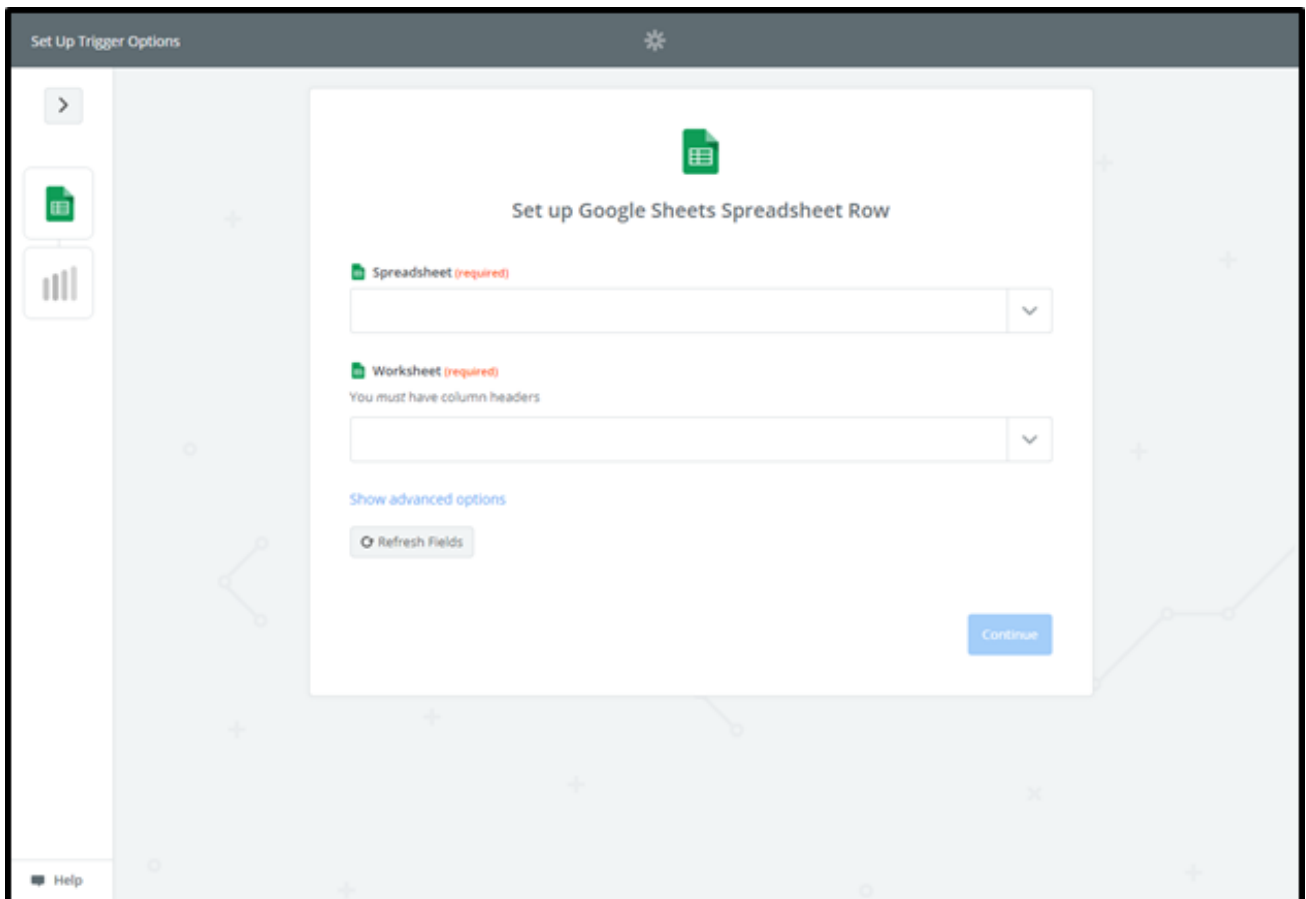 Set Up Trigger Options
Set up Google Sheets Spreadsheet Row
Spreadsheet (required)
Worksheet (required)
You must have column headers
Show advanced options
Refresh Fields
Continue
Help